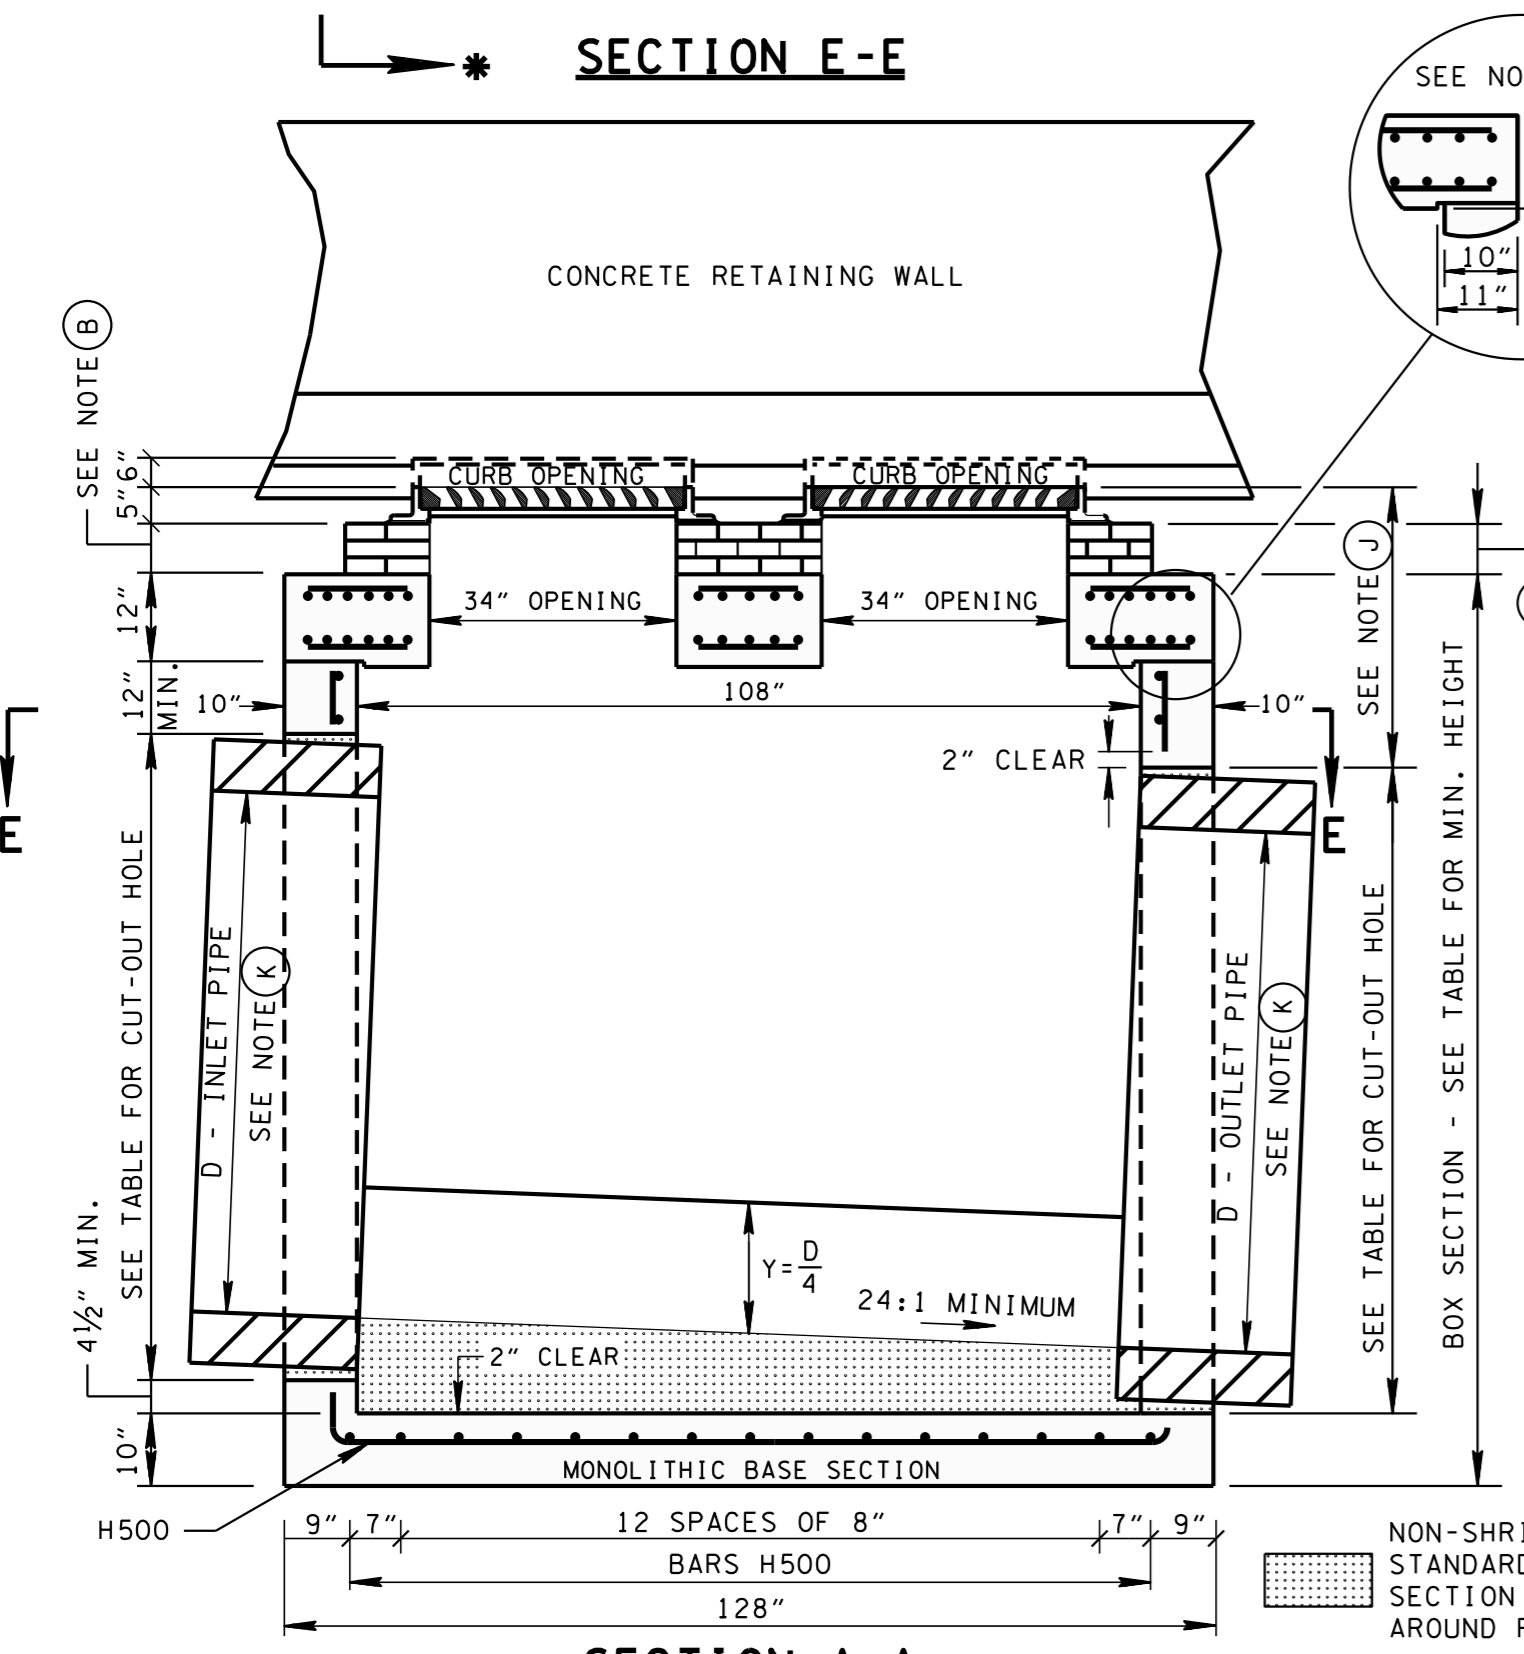 *
SECTION E-E
SEE NO
10"
11"
CONCRETE RETAINING WALL
SEE NOTE B
6"
5"
CURB OPENING
CURB OPENING
12"
34" OPENING
34" OPENING
SEE NOTE J
12"
MIN.
10"
108"
10"
2" CLEAR
E
E
SEE TABLE FOR CUT-OUT HOLE
D - INLET PIPE
SEE NOTE K
D - OUTLET PIPE
SEE NOTE K
SEE TABLE FOR CUT-OUT HOLE
BOX SECTION - SEE TABLE FOR MIN. HEIGHT
4½" MIN.
Y=D/4
24:1 MINIMUM
2" CLEAR
10"
MONOLITHIC BASE SECTION
H500
9" 7" 12 SPACES OF 8" 7" 9"
BARS H500
128"
NON-SHRI
STANDARD
SECTION
AROUND
SECTION A-A